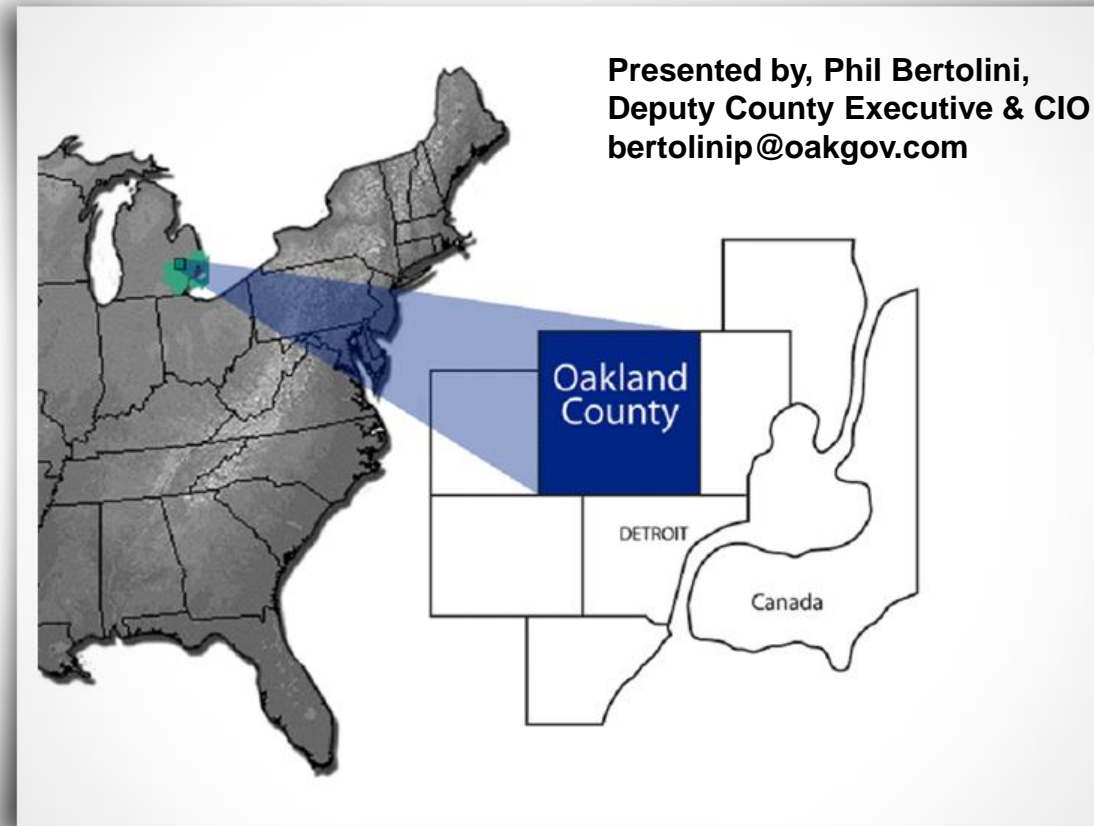 Presented by, Phil Bertolini,
Deputy County Executive & CIO
bertolinip@oakgov.com
Oakland
County
DETROIT
Canada